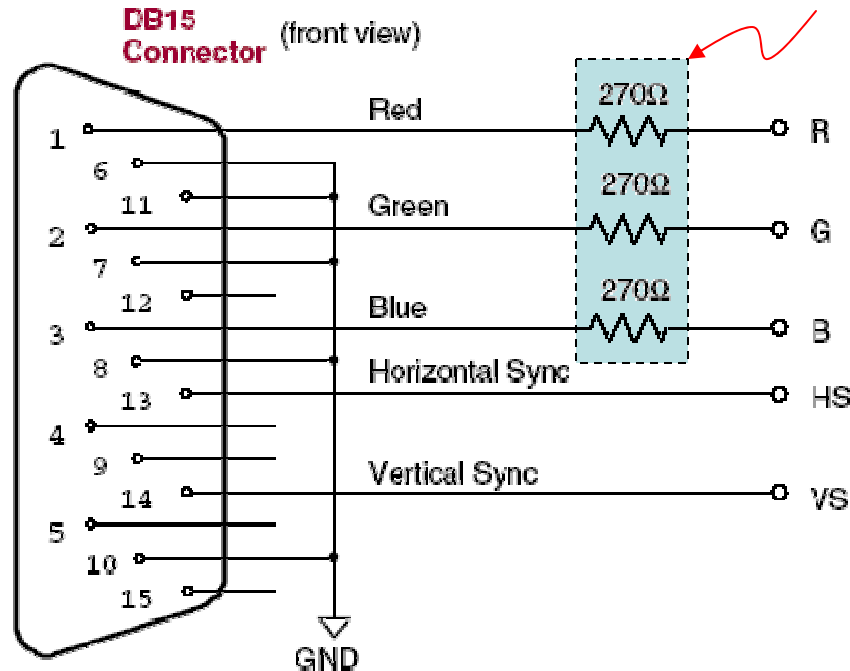 DB15
Connector (front view)
270Ω
Red
R
1
6
270Ω
11
Green
G
2
7
270Ω
12
Blue
B
3
8
Horizontal Sync
HS
13
4
9
Vertical Sync
VS
14
5
10
15
GND